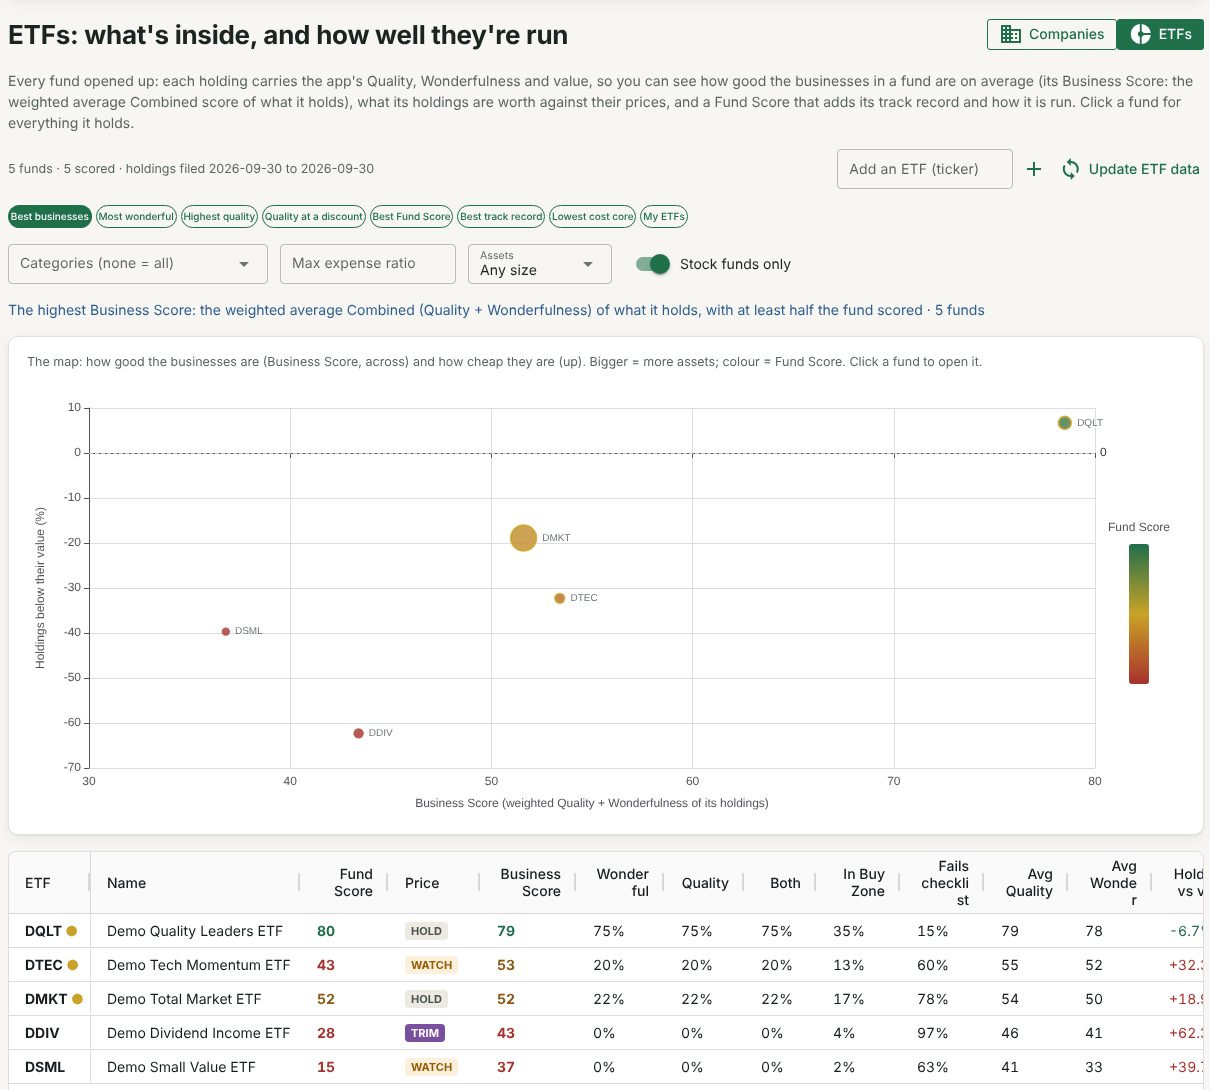 ETFs: what's inside, and how well they're run
Companies
ETFs
Every fund opened up: each holding carries the app's Quality, Wonderfulness and value, so you can see how good the businesses in a fund are on average (its Business Score: the
weighted average Combined score of what it holds), what its holdings are worth against their prices, and a Fund Score that adds its track record and how it is run. Click a fund for
everything it holds.
5 funds · 5 scored · holdings filed 2026-09-30 to 2026-09-30
Add an ETF (ticker)
Update ETF data
Best businesses Most wonderful Highest quality Quality at a discount Best Fund Score Best track record Lowest cost core My ETFs
Categories (none = all)
Max expense ratio
Assets
Any size
Stock funds only
The highest Business Score: the weighted average Combined (Quality + Wonderfulness) of what it holds, with at least half the fund scored · 5 funds
The map: how good the businesses are (Business Score, across) and how cheap they are (up). Bigger = more assets; colour = Fund Score. Click a fund to open it.
Holdings below their value (%)
10
0
-10
-20
-30
-40
-50
-60
-70
30 40 50 60 70 80
Business Score (weighted Quality + Wonderfulness of its holdings)
DQLT
0
DMKT
DTEC
DSML
DDIV
Fund Score
ETF Name Fund Score Price Business Score Wonderful Quality Both In Buy Zone Fails checklist Avg Quality Avg Wonder Hold vs v
DQLT Demo Quality Leaders ETF 80 HOLD 79 75% 75% 75% 35% 15% 79 78 -6.7
DTEC Demo Tech Momentum ETF 43 WATCH 53 20% 20% 20% 13% 60% 55 52 +32.
DMKT Demo Total Market ETF 52 HOLD 52 22% 22% 22% 17% 78% 54 50 +18.
DDIV Demo Dividend Income ETF 28 TRIM 43 0% 0% 0% 4% 97% 46 41 +62.
DSML Demo Small Value ETF 15 WATCH 37 0% 0% 0% 2% 63% 41 33 +39.